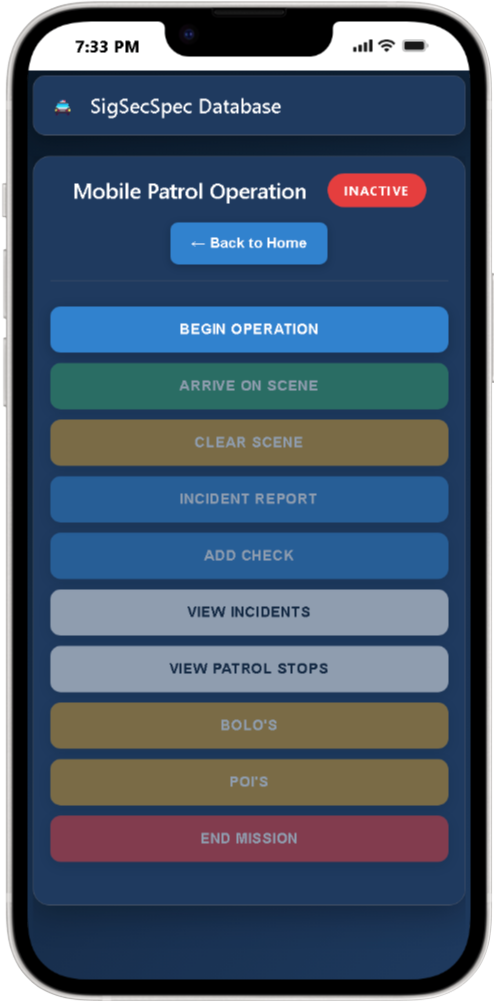 7:33 PM
SigSecSpec Database
Mobile Patrol Operation INACTIVE
← Back to Home
BEGIN OPERATION
ARRIVE ON SCENE
CLEAR SCENE
INCIDENT REPORT
ADD CHECK
VIEW INCIDENTS
VIEW PATROL STOPS
BOLO'S
POI'S
END MISSION